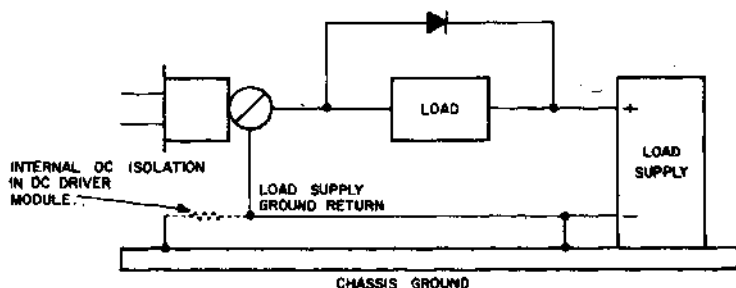 LOAD
+
LOAD
SUPPLY
INTERNAL DC ISOLATION
IN DC DRIVER
MODULE.
LOAD SUPPLY
GROUND RETURN
−
CHASSIS GROUND